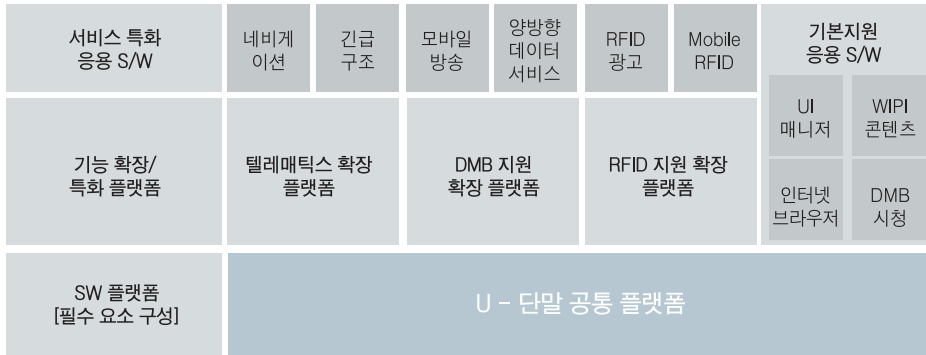 서비스 특화
응용 S/W
네비게
이션
긴급
구조
모바일
방송
양방향
데이터
서비스
RFID
광고
Mobile
RFID
기본지원
응용 S/W
UI
매니저
WIPI
콘텐츠
인터넷
브라우저
DMB
시청
기능 확장/
특화 플랫폼
텔레매틱스 확장
플랫폼
DMB 지원
확장 플랫폼
RFID 지원 확장
플랫폼
SW 플랫폼
[필수 요소 구성]
U - 단말 공통 플랫폼